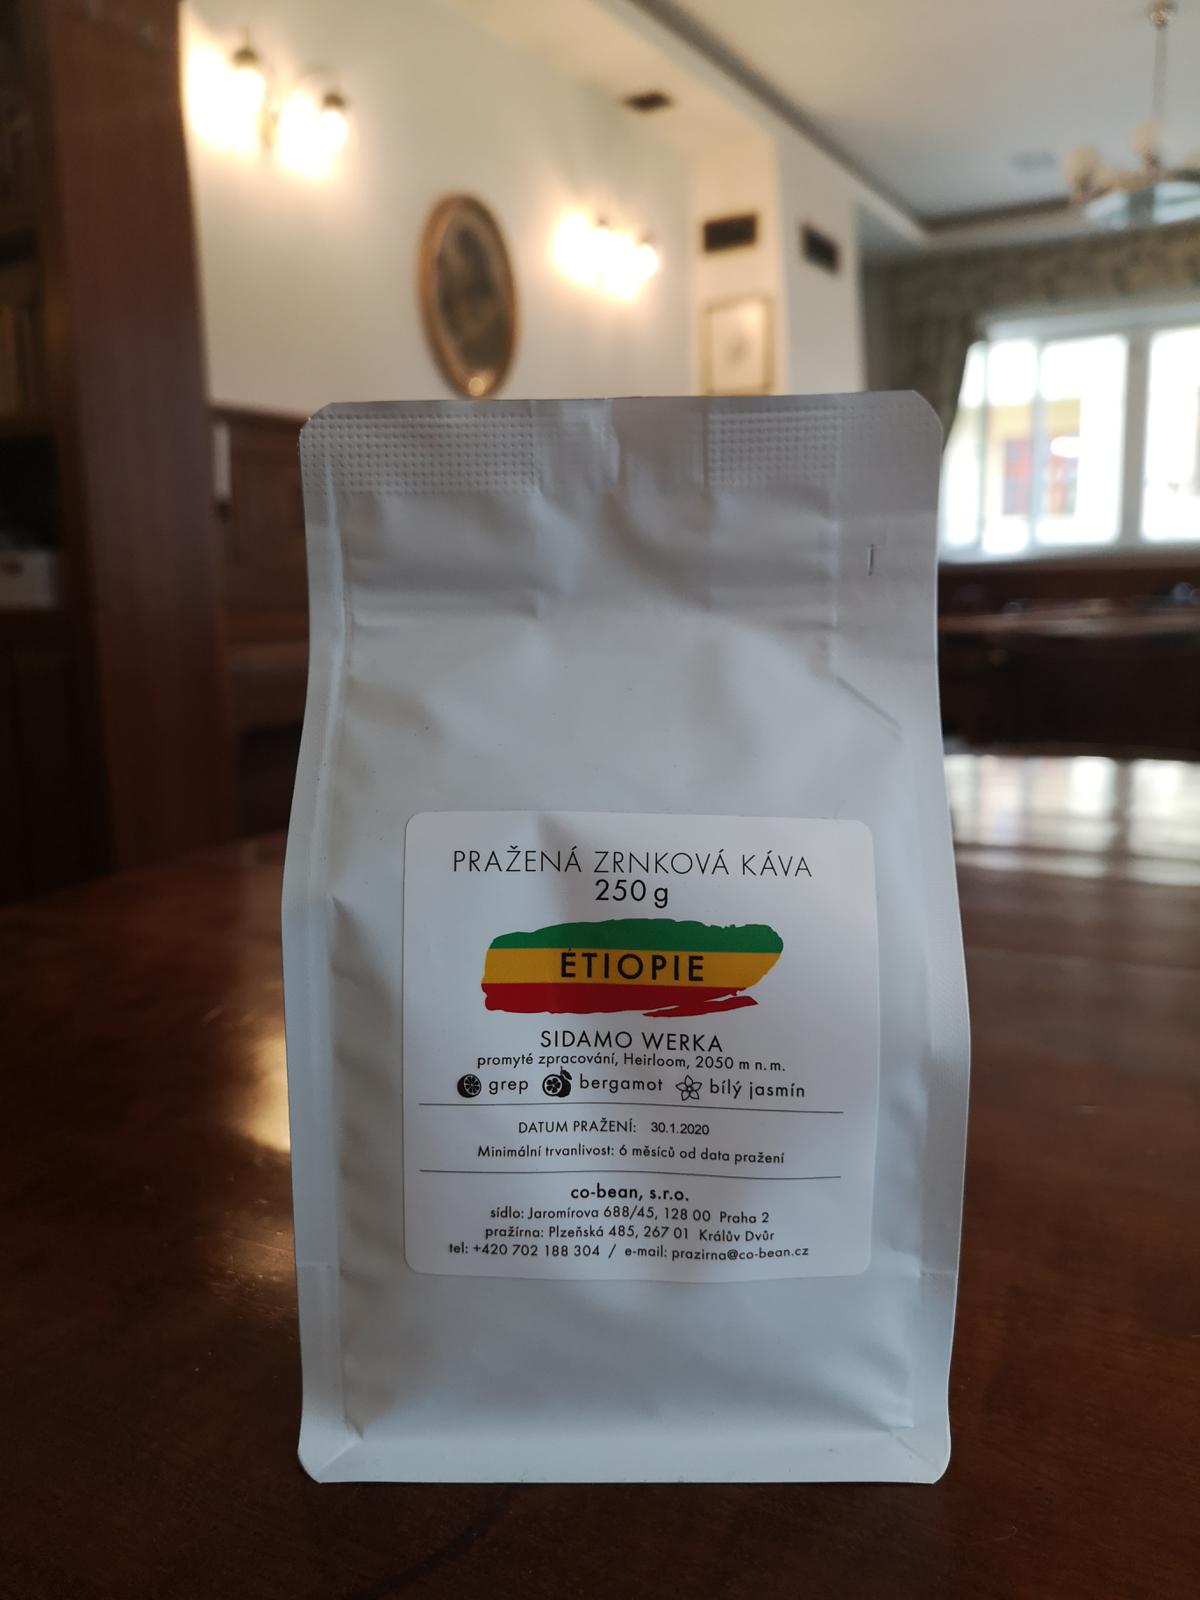 PRAŽENÁ ZRNKOVÁ KÁVA
250 g
ÉTIOPIE
SIDAMO WERKA
promyté zpracování, Heirloom, 2050 m n. m.
grep bergamot bílý jasmín
DATUM PRAŽENÍ: 30.1.2020
Minimální trvanlivost: 6 měsíců od data pražení
co-bean, s.r.o.
sídlo: Jaromírova 688/45, 128 00 Praha 2
pražírna: Plzeňská 485, 267 01 Králův Dvůr
tel: +420 702 188 304 / e-mail: prazirna@co-bean.cz